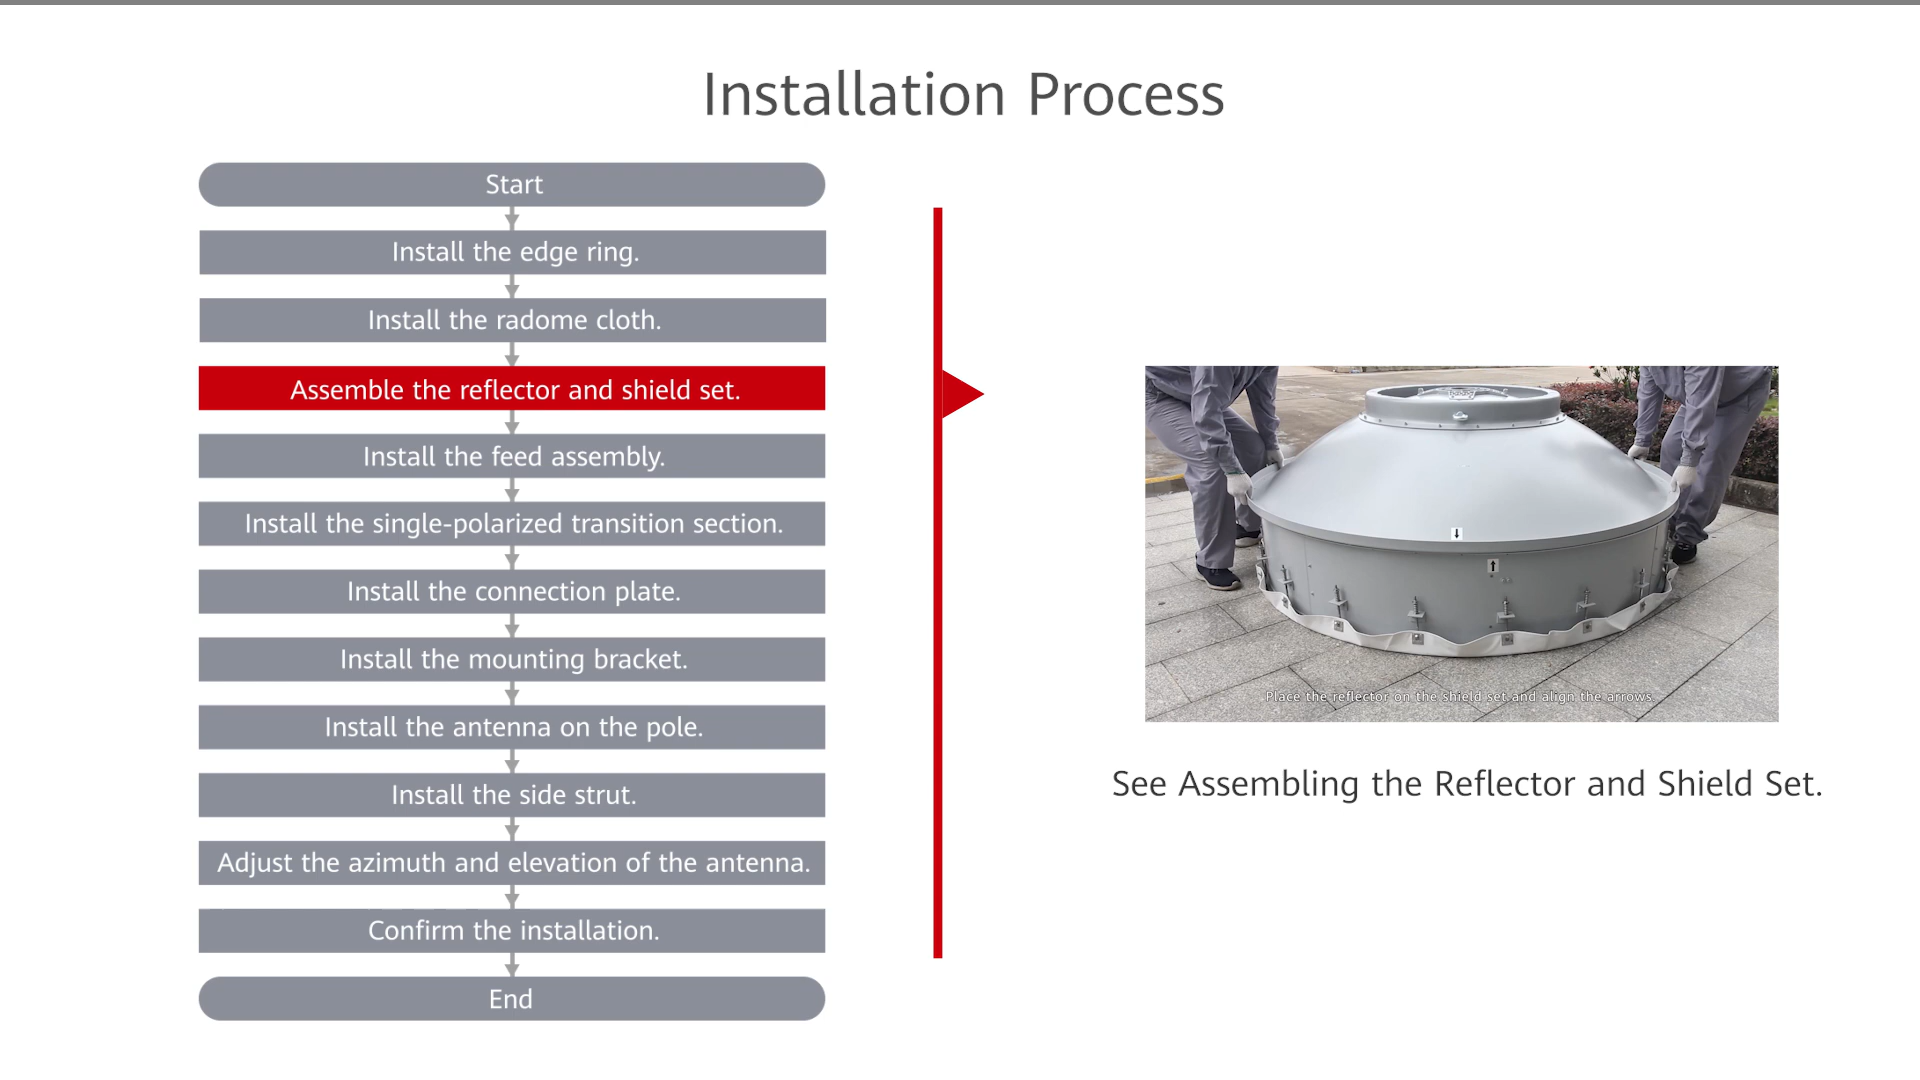 Installation Process
Start
Install the edge ring.
Install the radome cloth.
Assemble the reflector and shield set.
Install the feed assembly.
Install the single-polarized transition section.
Install the connection plate.
Install the mounting bracket.
Install the antenna on the pole.
Install the side strut.
Adjust the azimuth and elevation of the antenna.
Confirm the installation.
End
Place the reflector on the shield set and align the arrows.
See Assembling the Reflector and Shield Set.